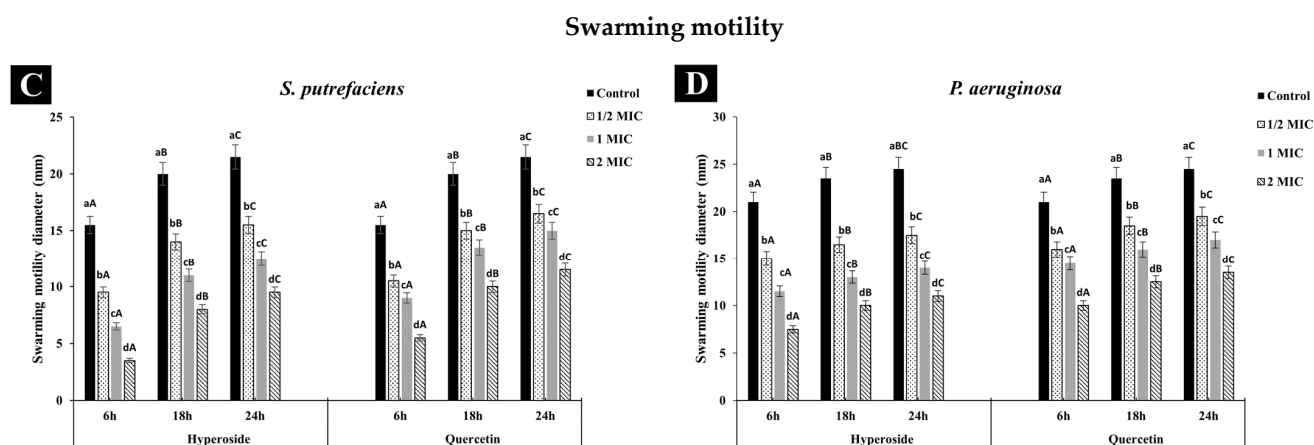 Swarming motility
C
S. putrefaciens
Control
1/2 MIC
1 MIC
2 MIC
Swarming motility diameter (mm)
25
20
15
10
5
0
aA
bA
cA
dA
aB
bB
cB
dB
aC
bC
cC
dC
aA
bA
cA
dA
aB
bB
cB
dB
aC
bC
cC
dC
6h 18h 24h 6h 18h 24h
Hyperoside Quercetin
D
P. aeruginosa
Control
1/2 MIC
1 MIC
2 MIC
Swarming motility diameter (mm)
30
25
20
15
10
5
0
aA
bA
cA
dA
aB
bB
cB
dB
aBC
bC
cC
dC
aA
bA
cA
dA
aB
bB
cB
dB
aC
bC
cC
dC
6h 18h 24h 6h 18h 24h
Hyperoside Quercetin